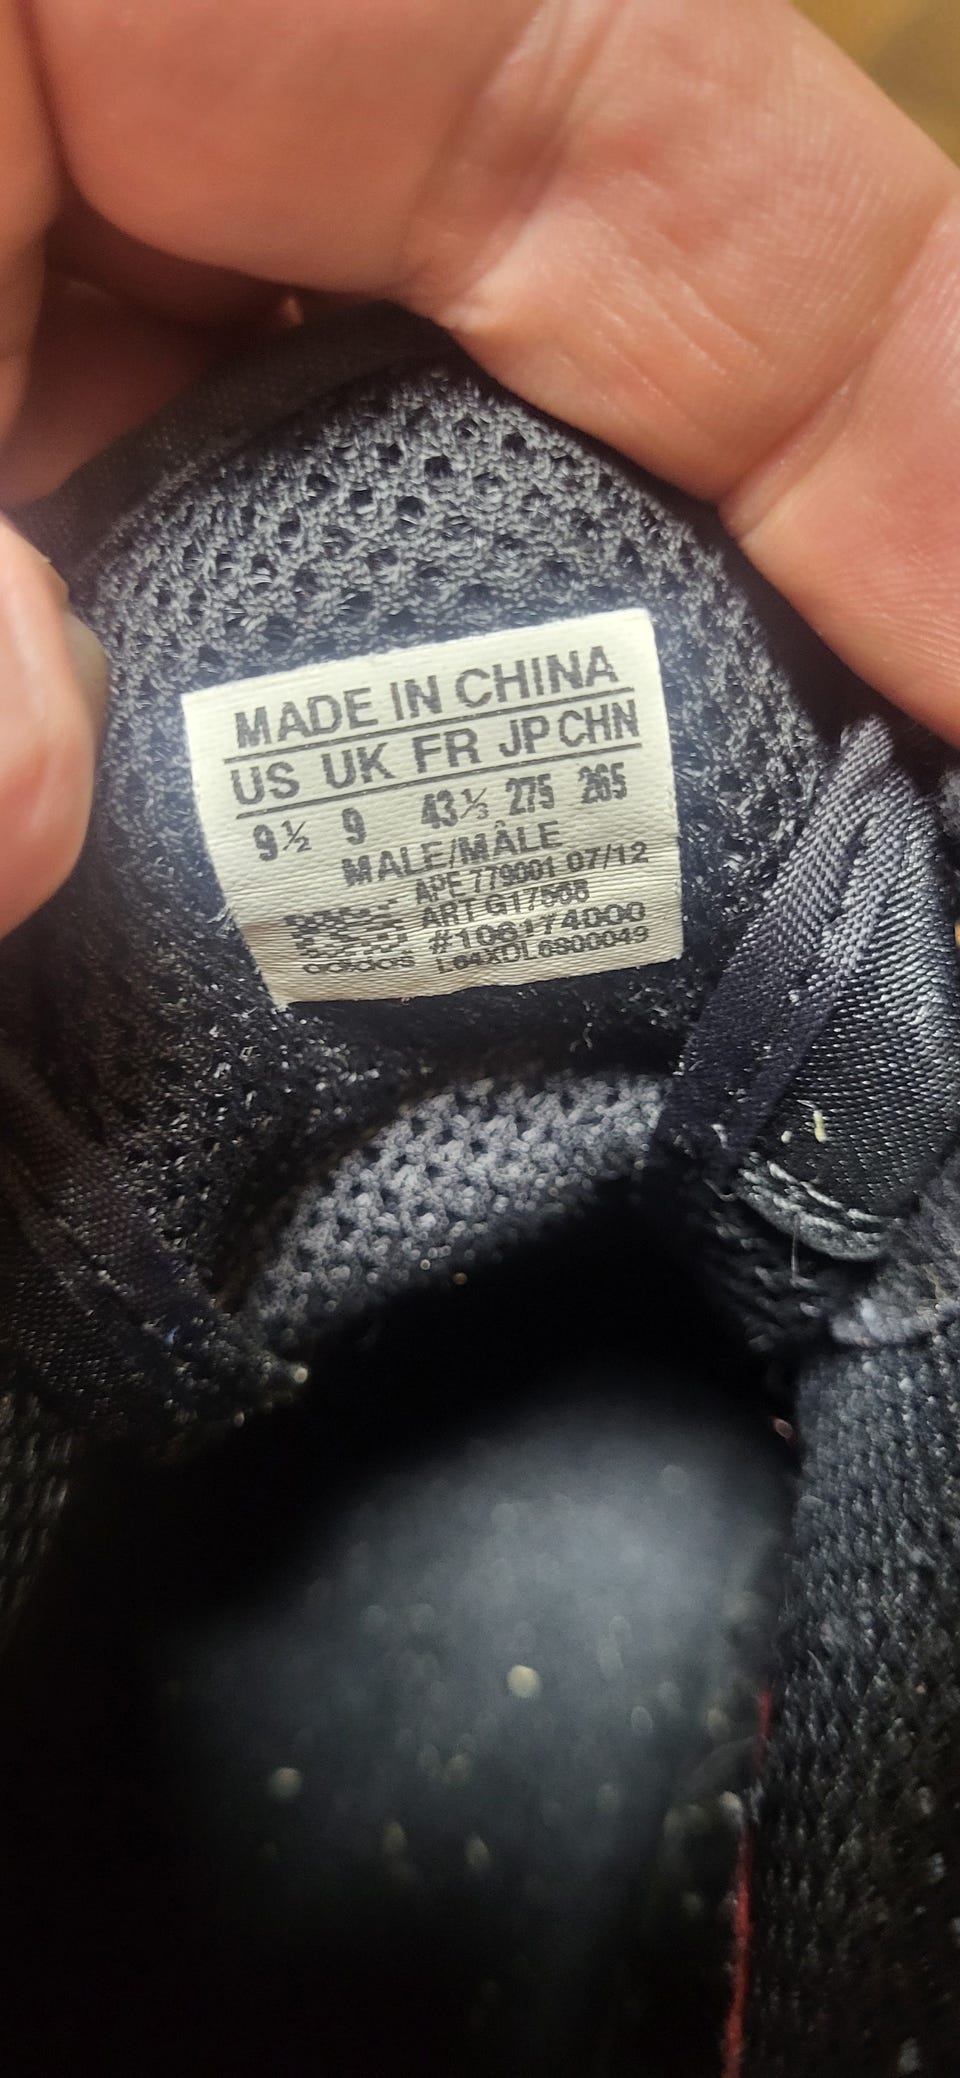 MADE IN CHINA
US UK FR JP CHN
9½ 9 43⅓ 275 265
MALE/MÂLE
APE 779001 07/12
ART G17568
#106174000
adidas L04XDL6S00049